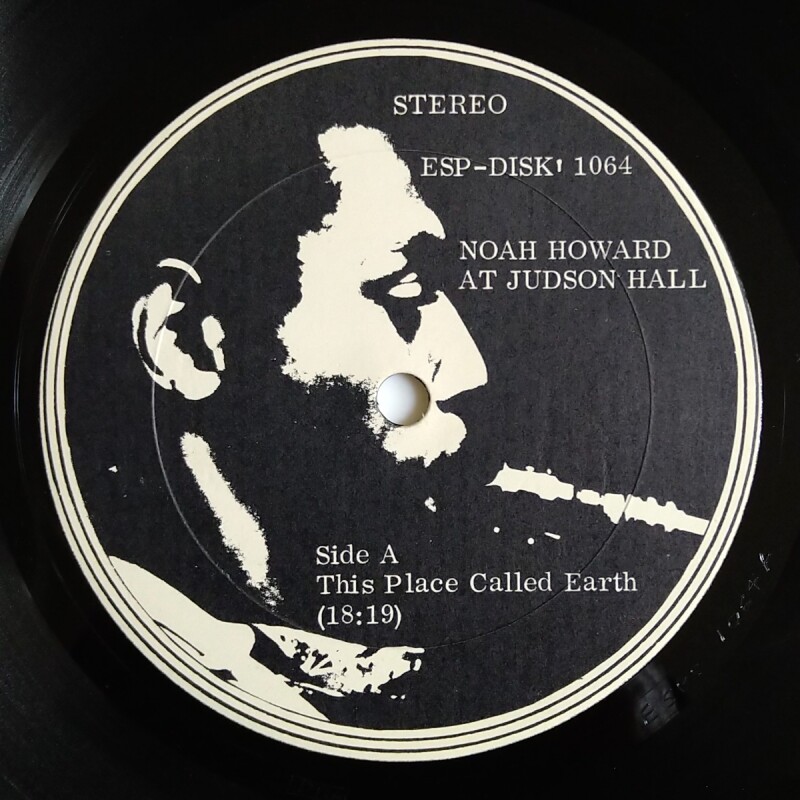 STEREO
ESP-DISK' 1064
NOAH HOWARD
AT JUDSON HALL
Side A
This Place Called Earth
(18:19)